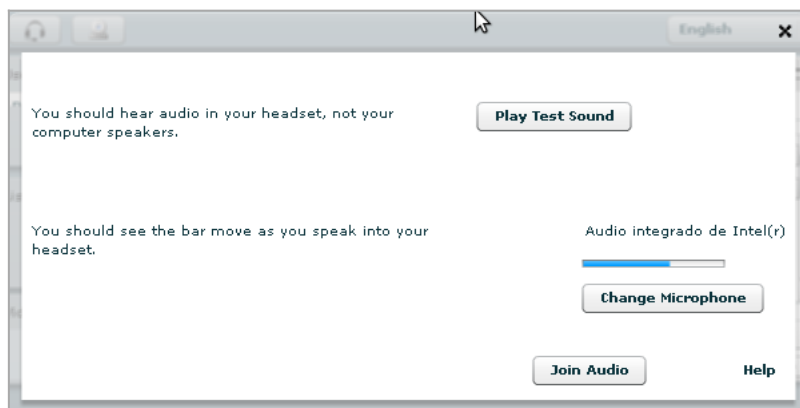 English
You should hear audio in your headset, not your
computer speakers.
Play Test Sound
You should see the bar move as you speak into your
headset.
Audio integrado de Intel(r)
Change Microphone
Join Audio
Help